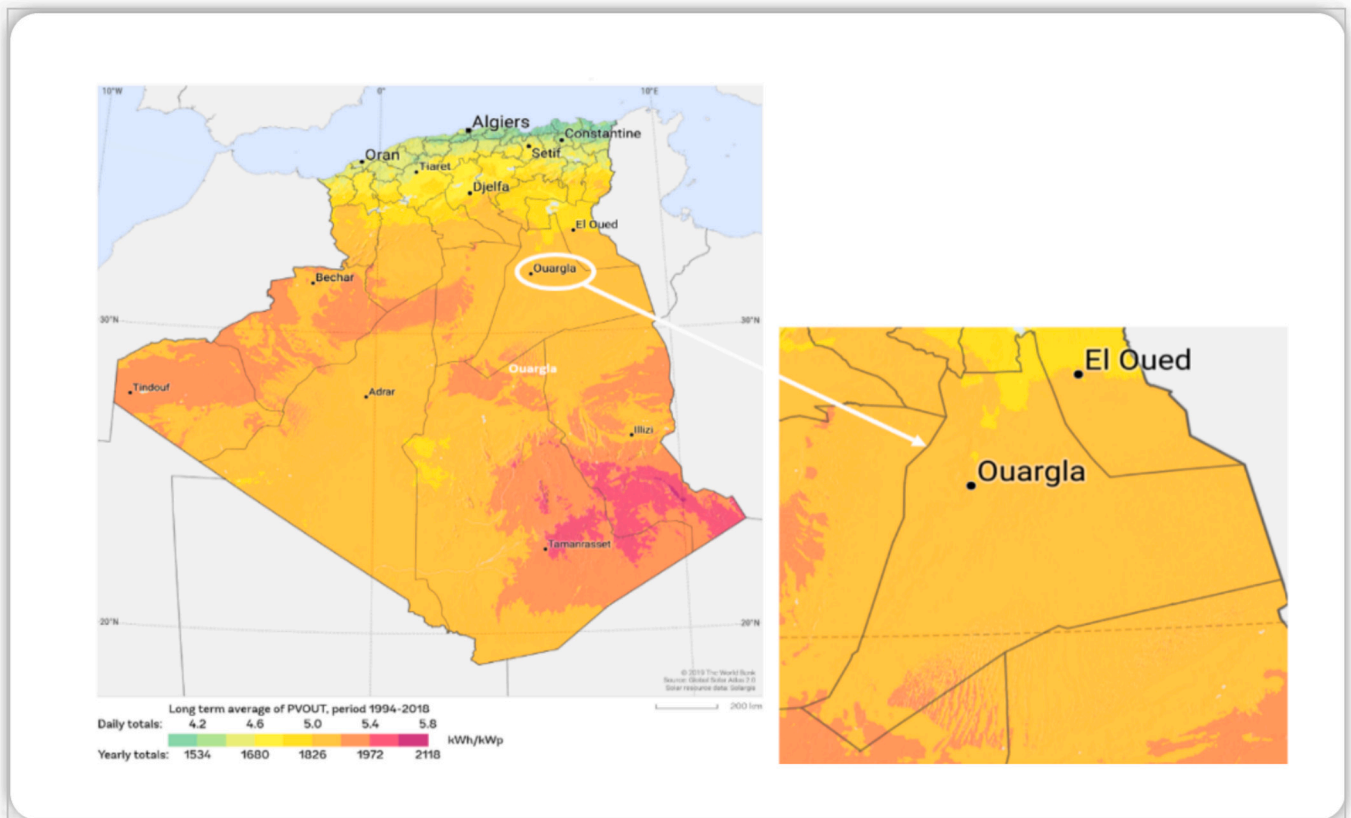 10°W 0° 10°E
Algiers
Constantine
Oran
Setif
Tiaret
Djelfa
El Oued
Ouargla
Bechar
30°N 30°N
Ouargla
Tindouf
Adrar
Illizi
Tamanrasset
20°N 20°N
© 2019 The World Bank
Source: Global Solar Atlas 2.0
Solar resource data: Solargis
200 km
Long term average of PVOUT, period 1994-2018
Daily totals: 4.2 4.6 5.0 5.4 5.8
kWh/kWp
Yearly totals: 1534 1680 1826 1972 2118
El Oued
Ouargla